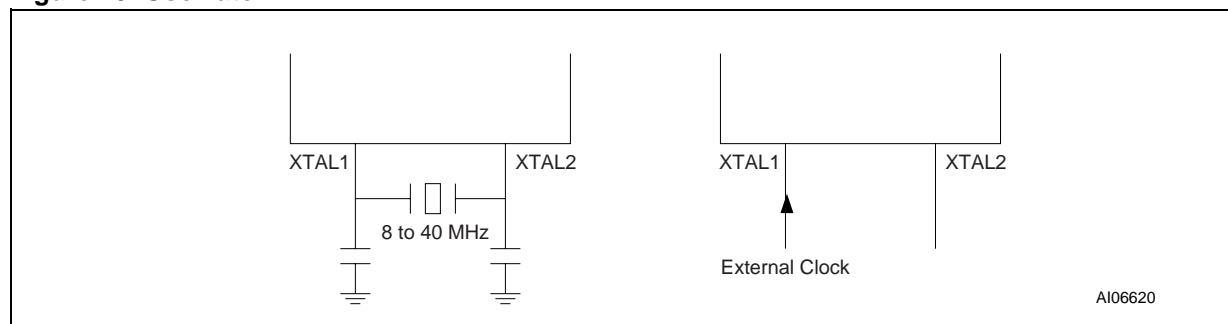 XTAL1 XTAL2 XTAL1 XTAL2
8 to 40 MHz
External Clock
AI06620